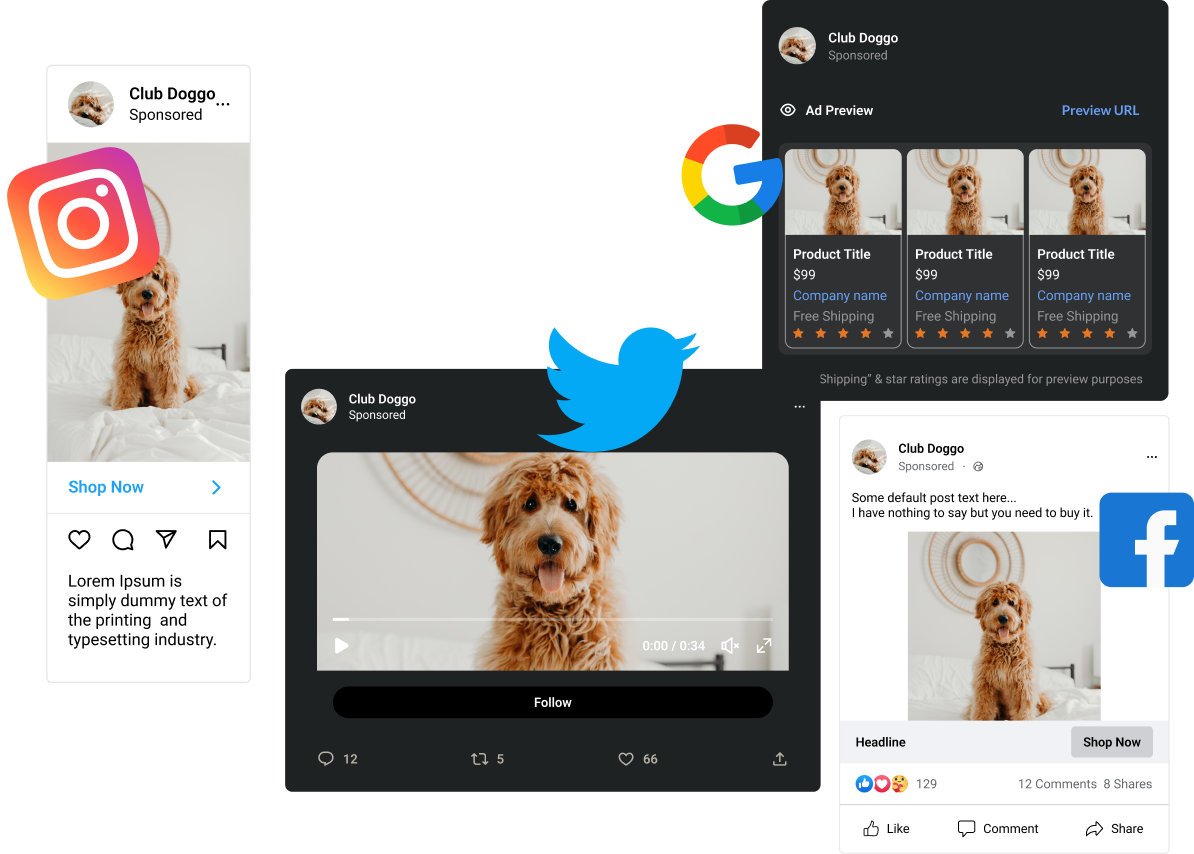 Club Doggo
Sponsored
...
Shop Now
Lorem Ipsum is
simply dummy text of
the printing and
typesetting industry.
Club Doggo
Sponsored
...
0:00 / 0:34
Follow
12
5
66
Club Doggo
Sponsored
Ad Preview
Preview URL
Product Title
$99
Company name
Free Shipping
Product Title
$99
Company name
Free Shipping
Product Title
$99
Company name
Free Shipping
Shipping” & star ratings are displayed for preview purposes
Club Doggo
Sponsored ·
...
Some default post text here...
I have nothing to say but you need to buy it.
Headline
Shop Now
129
12 Comments 8 Shares
Like
Comment
Share